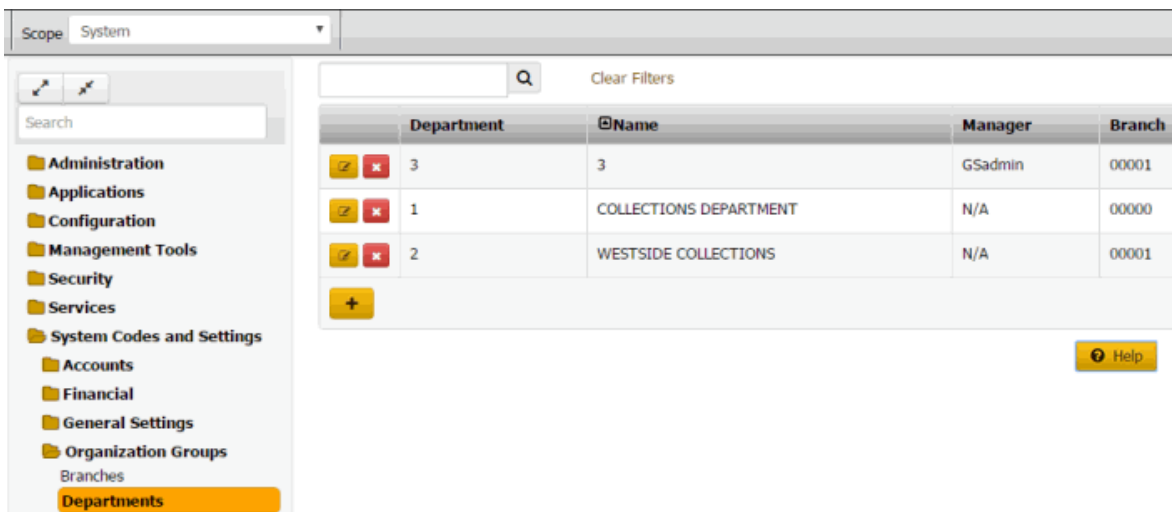 Scope System
Clear Filters
Search
Administration
Applications
Configuration
Management Tools
Security
Services
System Codes and Settings
Accounts
Financial
General Settings
Organization Groups
Branches
Departments
Department Name Manager Branch
3 3 GSadmin 00001
1 COLLECTIONS DEPARTMENT N/A 00000
2 WESTSIDE COLLECTIONS N/A 00001
Help